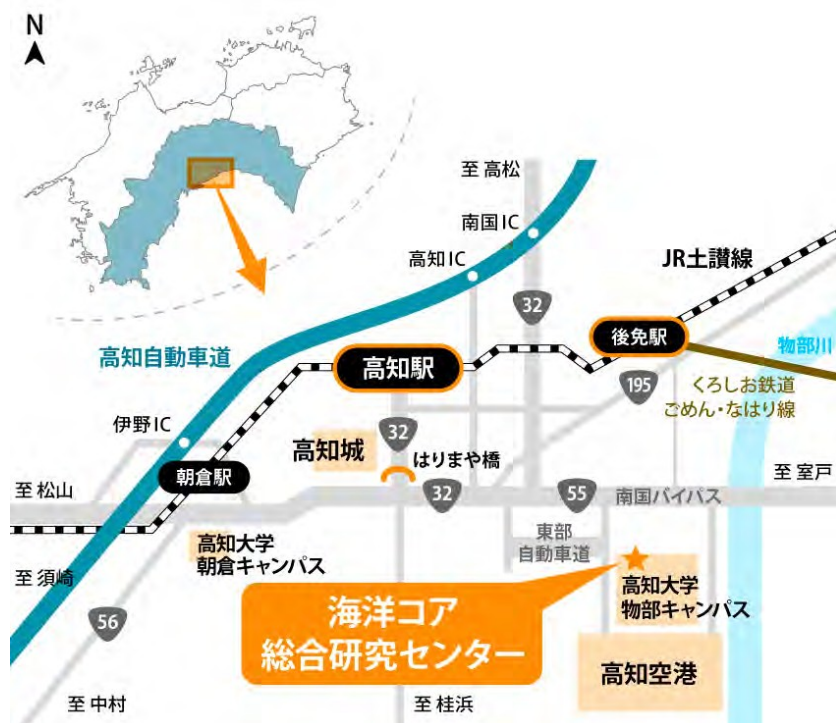 N
至 高松
南国IC
高知IC
JR土讃線
32
高知自動車道
高知駅
後免駅
物部川
195
くろしお鉄道
ごめん・なはり線
伊野IC
高知城
32
はりまや橋
朝倉駅
至 松山
32
55
南国バイパス
至 室戸
高知大学
朝倉キャンパス
東部
自動車道
至 須崎
高知大学
物部キャンパス
56
海洋コア
総合研究センター
高知空港
至 中村
至 桂浜